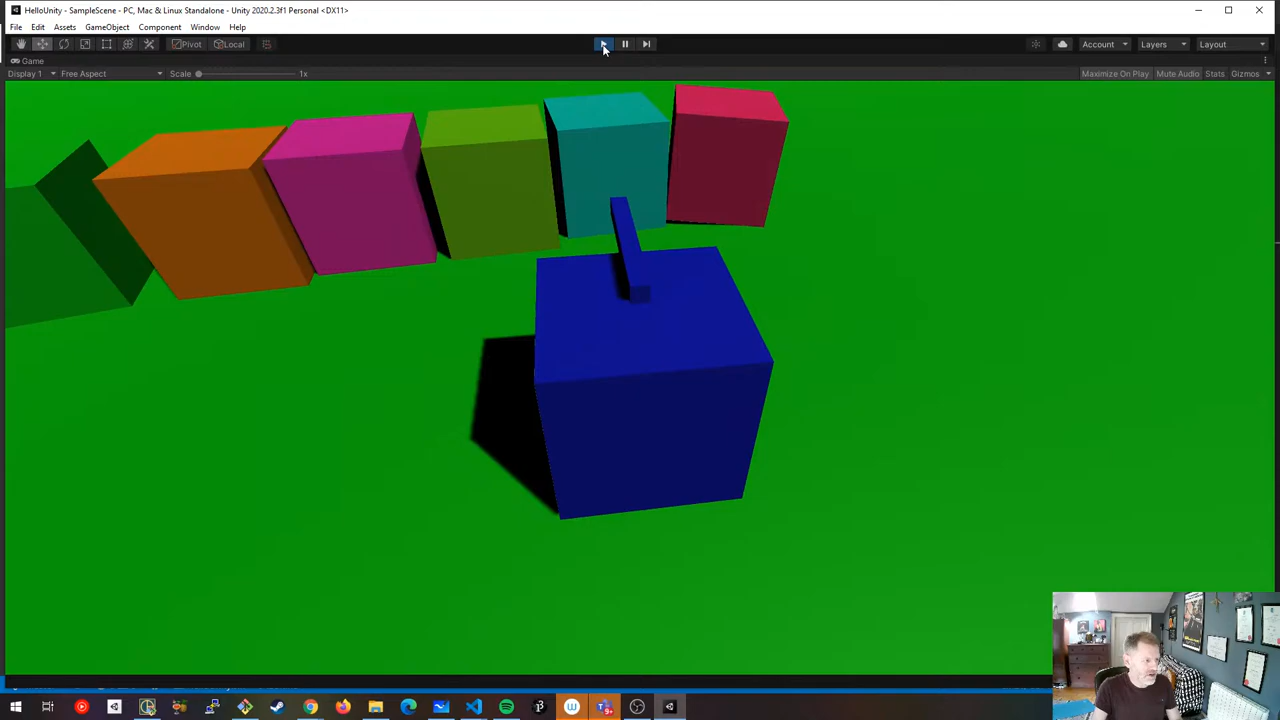 HelloUnity - SampleScene - PC, Mac & Linux Standalone - Unity 2020.2.3f1 Personal <DX11>
File Edit Assets GameObject Component Window Help
Pivot Local Account Layers Layout
Game
Display 1 Free Aspect Scale 1x Maximize On Play Mute Audio Stats Gizmos